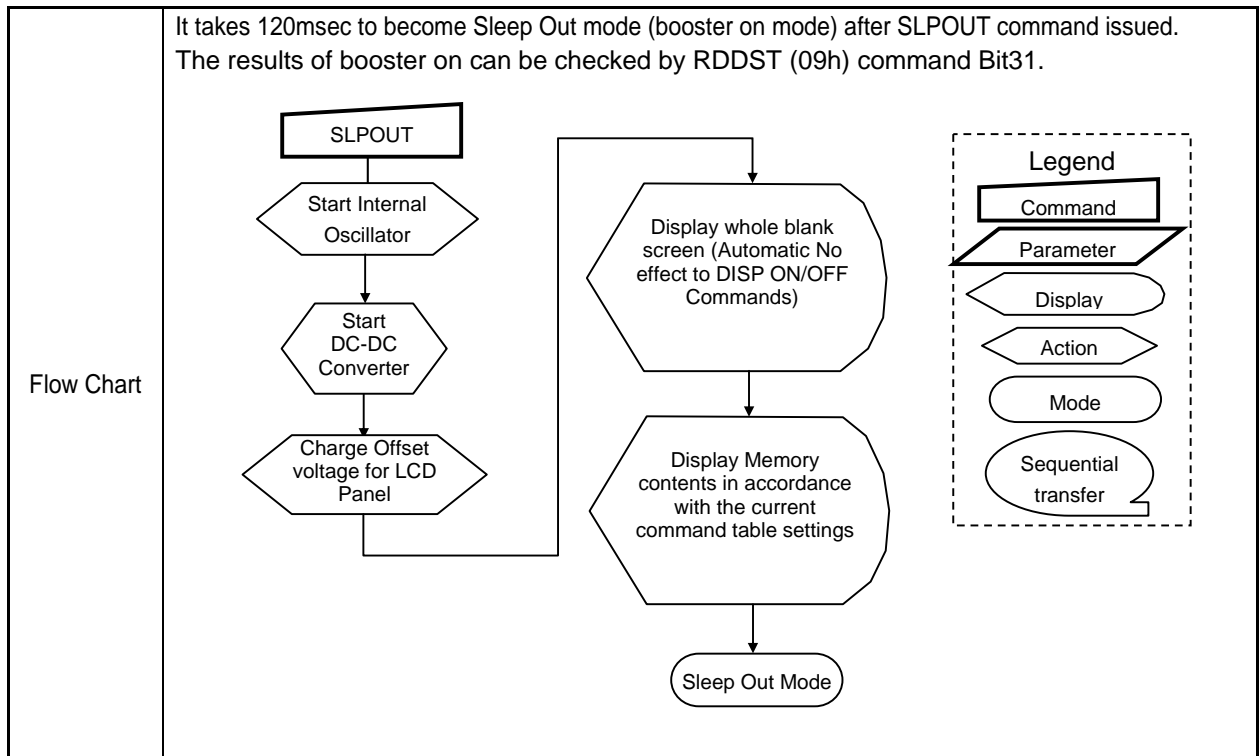 It takes 120msec to become Sleep Out mode (booster on mode) after SLPOUT command issued.
The results of booster on can be checked by RDDST (09h) command Bit31.
Flow Chart
SLPOUT
Start Internal
Oscillator
Start
DC-DC
Converter
Charge Offset
voltage for LCD
Panel
Display whole blank
screen (Automatic No
effect to DISP ON/OFF
Commands)
Display Memory
contents in accordance
with the current
command table settings
Sleep Out Mode
Legend
Command
Parameter
Display
Action
Mode
Sequential
transfer